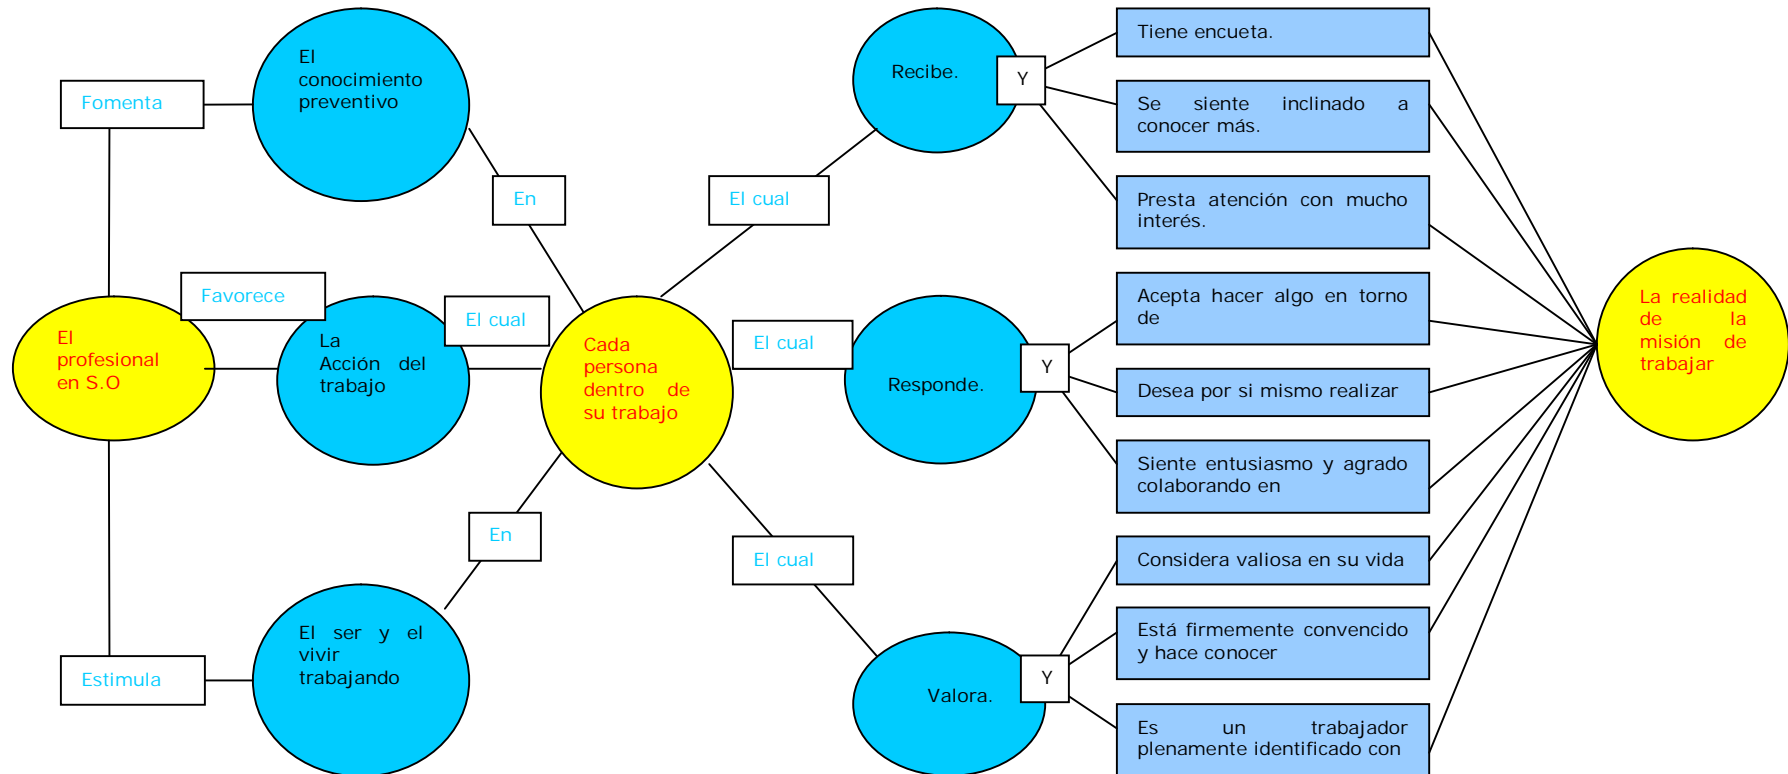 Fomenta
El
conocimiento
preventivo
En
El cual
Recibe.
Y
Tiene encueta.
Se siente inclinado a
conocer más.
Presta atención con mucho
interés.
El
profesional
en S.O
Favorece
La
Acción del
trabajo
El cual
Cada
persona
dentro de
su trabajo
El cual
Responde.
Y
Acepta hacer algo en torno
de
Desea por si mismo realizar
Siente entusiasmo y agrado
colaborando en
La realidad
de la
misión de
trabajar
Estimula
El ser y el
vivir
trabajando
En
El cual
Valora.
Y
Considera valiosa en su vida
Está firmemente convencido
y hace conocer
Es un trabajador
plenamente identificado con